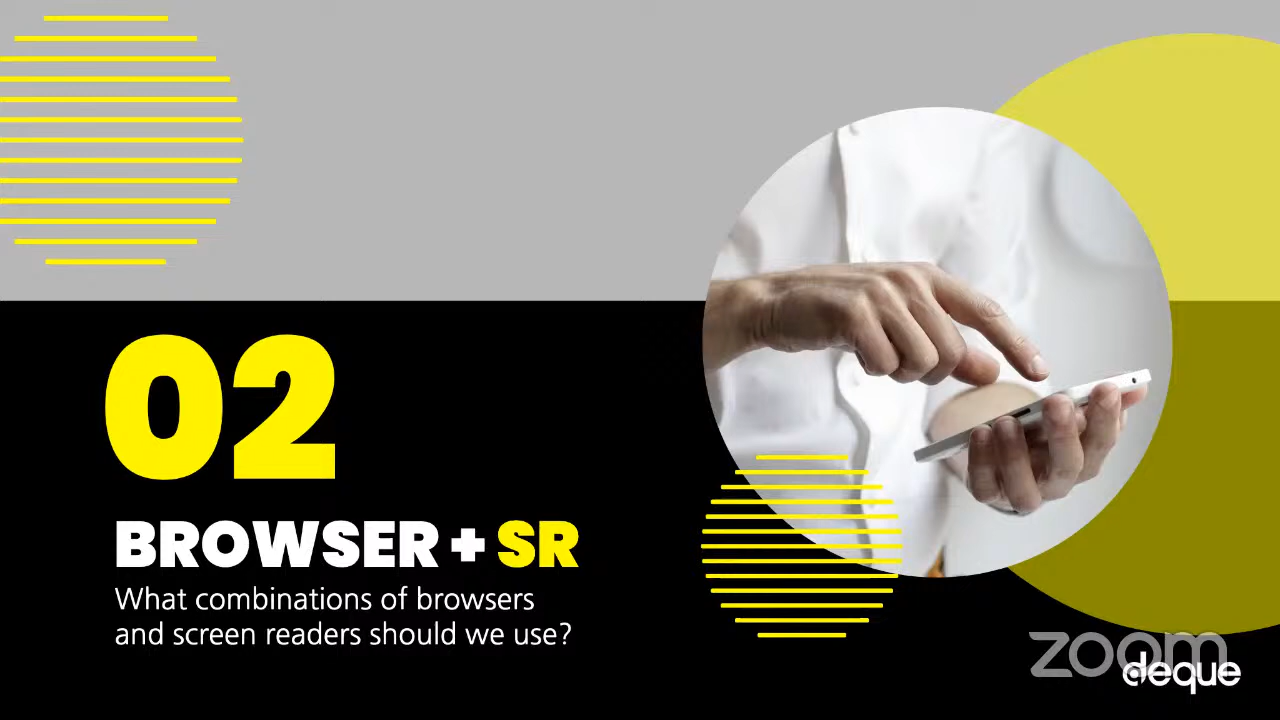 02
BROWSER + SR
What combinations of browsers
and screen readers should we use?
zoom
deque